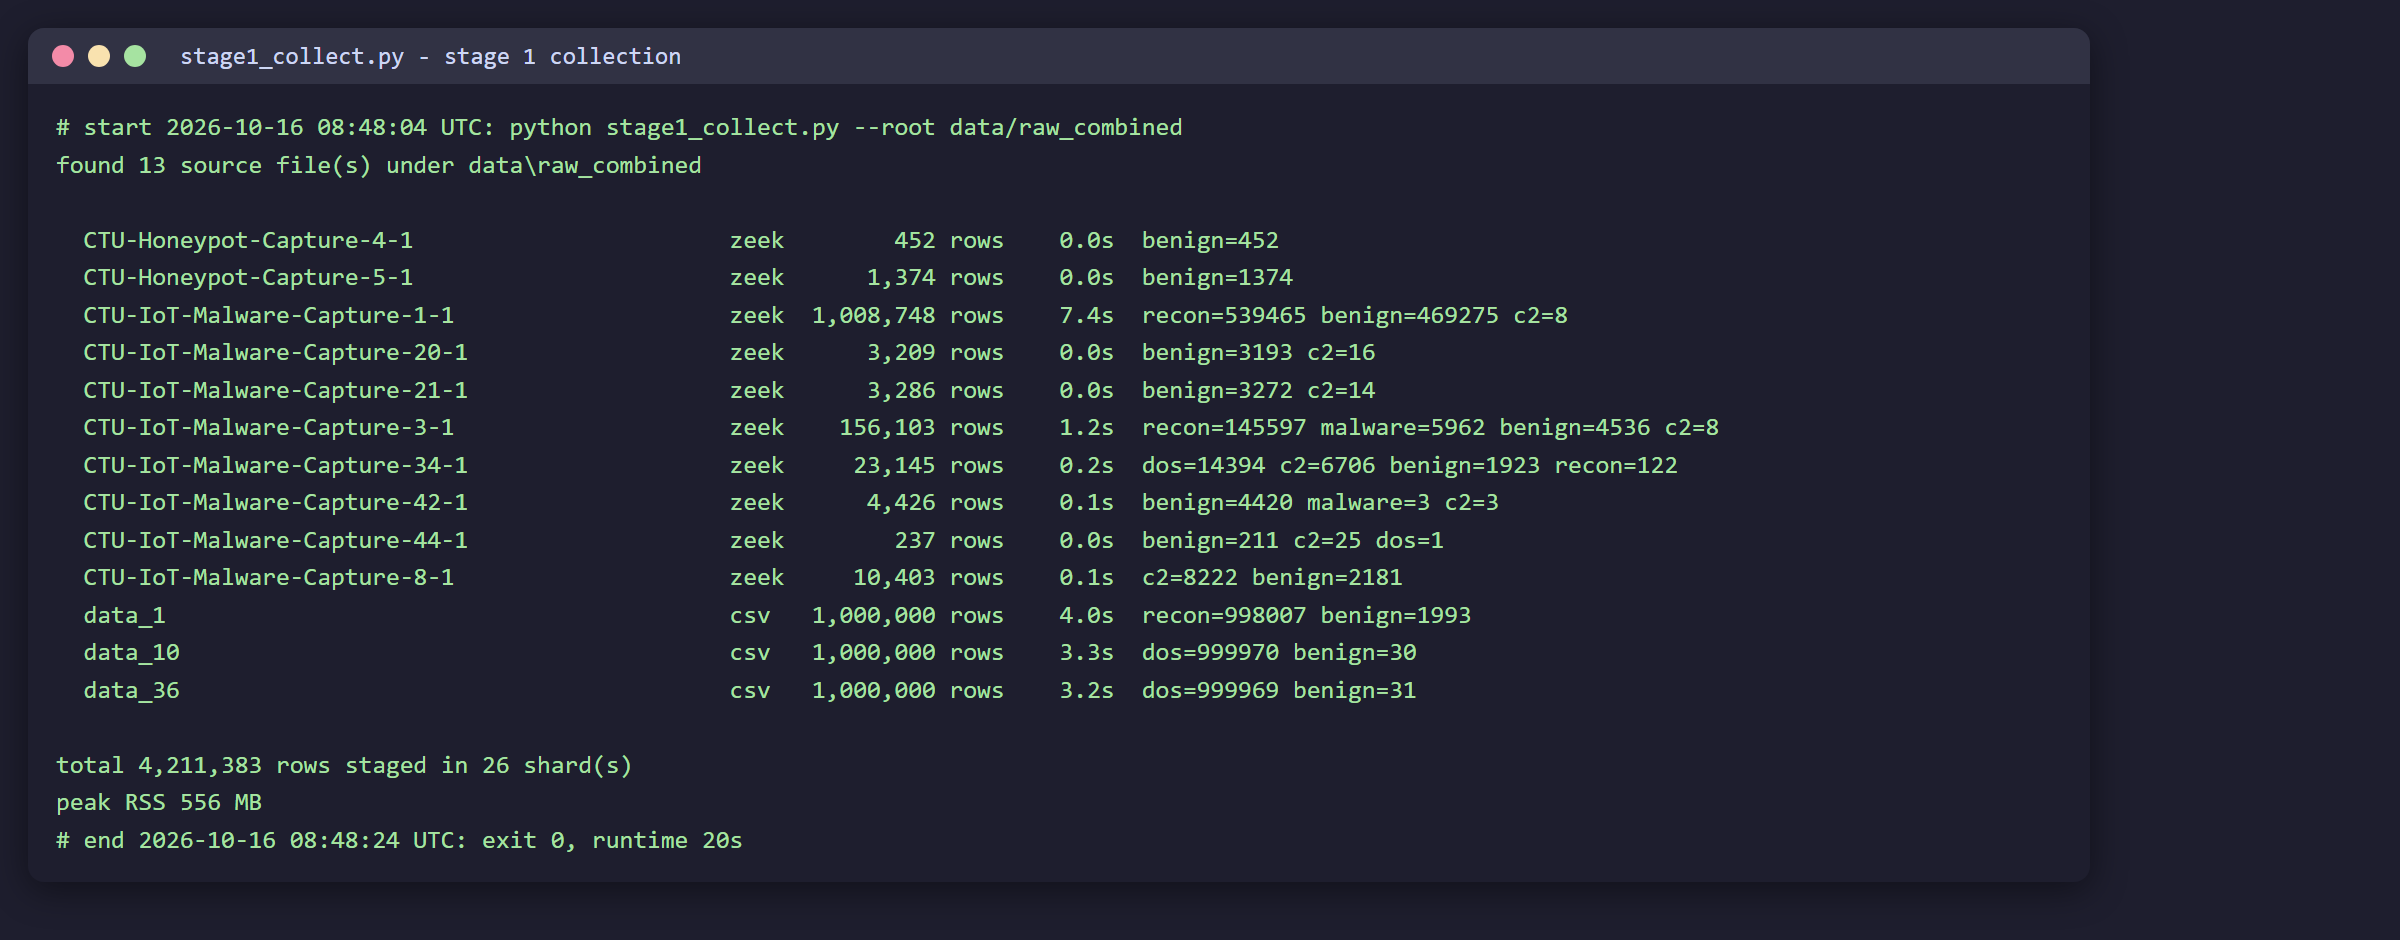 stage1_collect.py - stage 1 collection
# start 2026-10-16 08:48:04 UTC: python stage1_collect.py --root data/raw_combined
found 13 source file(s) under data\raw_combined
CTU-Honeypot-Capture-4-1 zeek 452 rows 0.0s benign=452
CTU-Honeypot-Capture-5-1 zeek 1,374 rows 0.0s benign=1374
CTU-IoT-Malware-Capture-1-1 zeek 1,008,748 rows 7.4s recon=539465 benign=469275 c2=8
CTU-IoT-Malware-Capture-20-1 zeek 3,209 rows 0.0s benign=3193 c2=16
CTU-IoT-Malware-Capture-21-1 zeek 3,286 rows 0.0s benign=3272 c2=14
CTU-IoT-Malware-Capture-3-1 zeek 156,103 rows 1.2s recon=145597 malware=5962 benign=4536 c2=8
CTU-IoT-Malware-Capture-34-1 zeek 23,145 rows 0.2s dos=14394 c2=6706 benign=1923 recon=122
CTU-IoT-Malware-Capture-42-1 zeek 4,426 rows 0.1s benign=4420 malware=3 c2=3
CTU-IoT-Malware-Capture-44-1 zeek 237 rows 0.0s benign=211 c2=25 dos=1
CTU-IoT-Malware-Capture-8-1 zeek 10,403 rows 0.1s c2=8222 benign=2181
data_1 csv 1,000,000 rows 4.0s recon=998007 benign=1993
data_10 csv 1,000,000 rows 3.3s dos=999970 benign=30
data_36 csv 1,000,000 rows 3.2s dos=999969 benign=31
total 4,211,383 rows staged in 26 shard(s)
peak RSS 556 MB
# end 2026-10-16 08:48:24 UTC: exit 0, runtime 20s